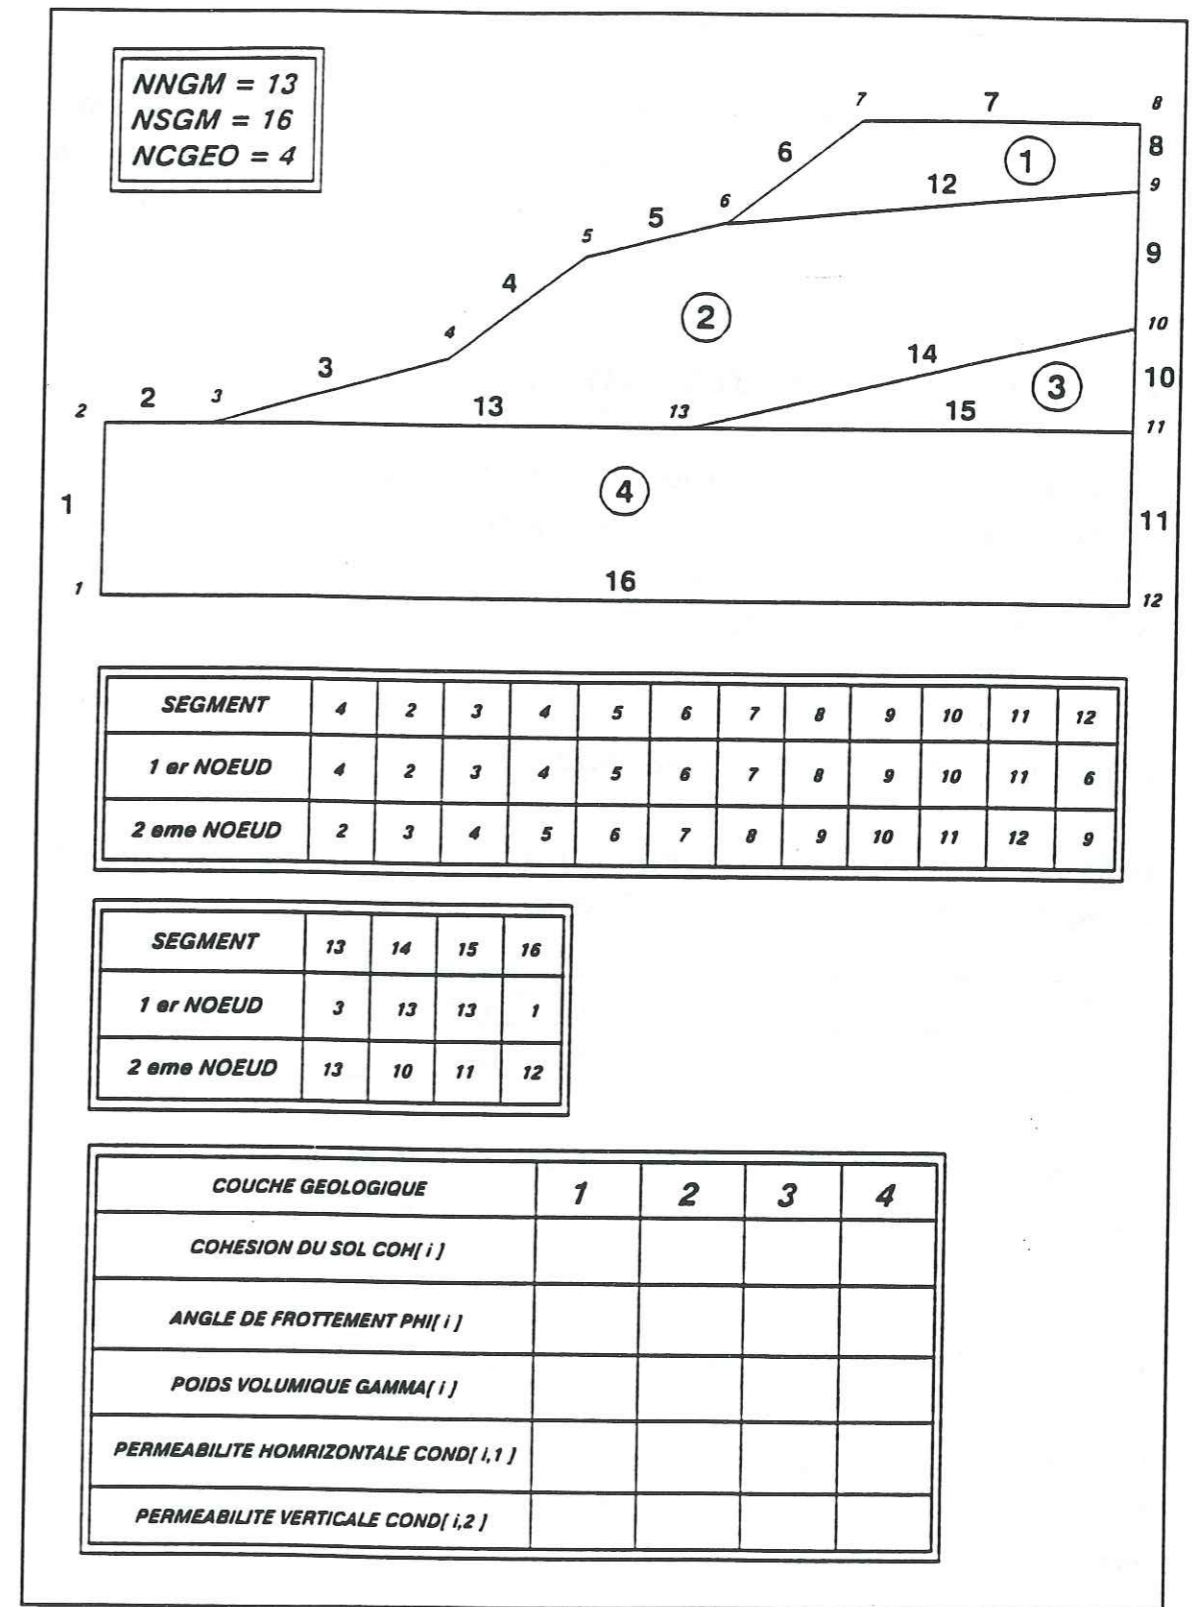 NNGM = 13
NSGM = 16
NCGEO = 4
7 7 8
6 1 8
12 9
6
5 5 9
4 2
4 14 10
3 3 10
2 2 3 13 13 15 11
1 4 11
1 16 12
SEGMENT 4 2 3 4 5 6 7 8 9 10 11 12
1 er NOEUD 4 2 3 4 5 6 7 8 9 10 11 6
2 eme NOEUD 2 3 4 5 6 7 8 9 10 11 12 9
SEGMENT 13 14 15 16
1 er NOEUD 3 13 13 1
2 eme NOEUD 13 10 11 12
COUCHE GEOLOGIQUE 1 2 3 4
COHESION DU SOL COH[ i ]
ANGLE DE FROTTEMENT PHI[ i ]
POIDS VOLUMIQUE GAMMA[ i ]
PERMEABILITE HOMRIZONTALE COND[ i,1 ]
PERMEABILITE VERTICALE COND[ i,2 ]